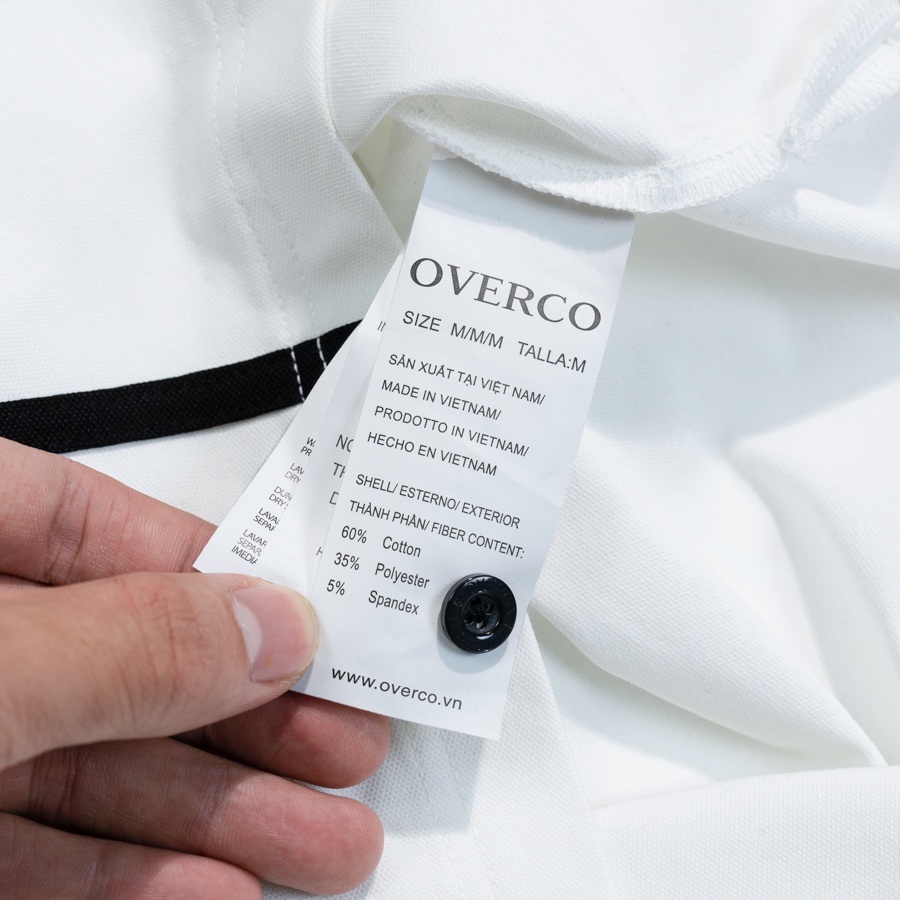 OVERCO
SIZE M/M/M TALLA:M
SẢN XUẤT TẠI VIỆT NAM/
MADE IN VIETNAM/
PRODOTTO IN VIETNAM/
HECHO EN VIETNAM
SHELL/ ESTERNO/ EXTERIOR
THÀNH PHẦN/ FIBER CONTENT:
60% Cotton
35% Polyester
5% Spandex
www.overco.vn